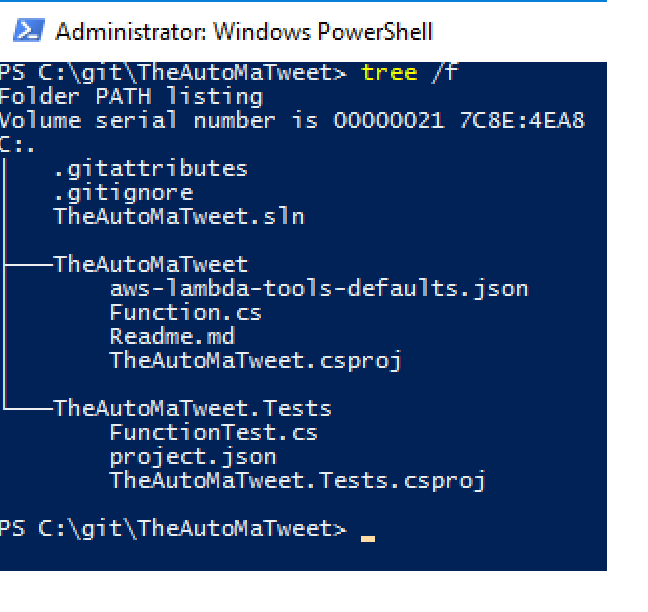 Administrator: Windows PowerShell
PS C:\git\TheAutoMaTweet> tree /f
Folder PATH listing
Volume serial number is 00000021 7C8E:4EA8
C:.
.gitattributes
.gitignore
TheAutoMaTweet.sln
TheAutoMaTweet
aws-lambda-tools-defaults.json
Function.cs
Readme.md
TheAutoMaTweet.csproj
TheAutoMaTweet.Tests
FunctionTest.cs
project.json
TheAutoMaTweet.Tests.csproj
PS C:\git\TheAutoMaTweet>